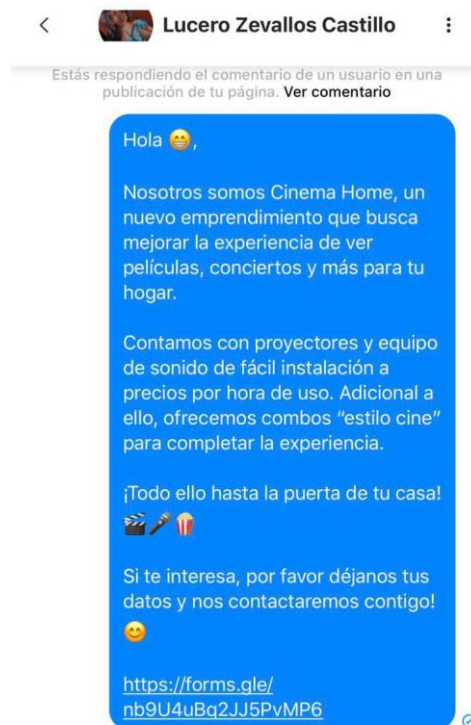 Lucero Zevallos Castillo
Estás respondiendo el comentario de un usuario en una
publicación de tu página. Ver comentario
Hola 😁,
Nosotros somos Cinema Home, un
nuevo emprendimiento que busca
mejorar la experiencia de ver
películas, conciertos y más para tu
hogar.
Contamos con proyectores y equipo
de sonido de fácil instalación a
precios por hora de uso. Adicional a
ello, ofrecemos combos “estilo cine”
para completar la experiencia.
¡Todo ello hasta la puerta de tu casa!
🎬🎤🍿
Si te interesa, por favor déjanos tus
datos y nos contactaremos contigo!
😊
https://forms.gle/
nb9U4uBq2JJ5PvMP6